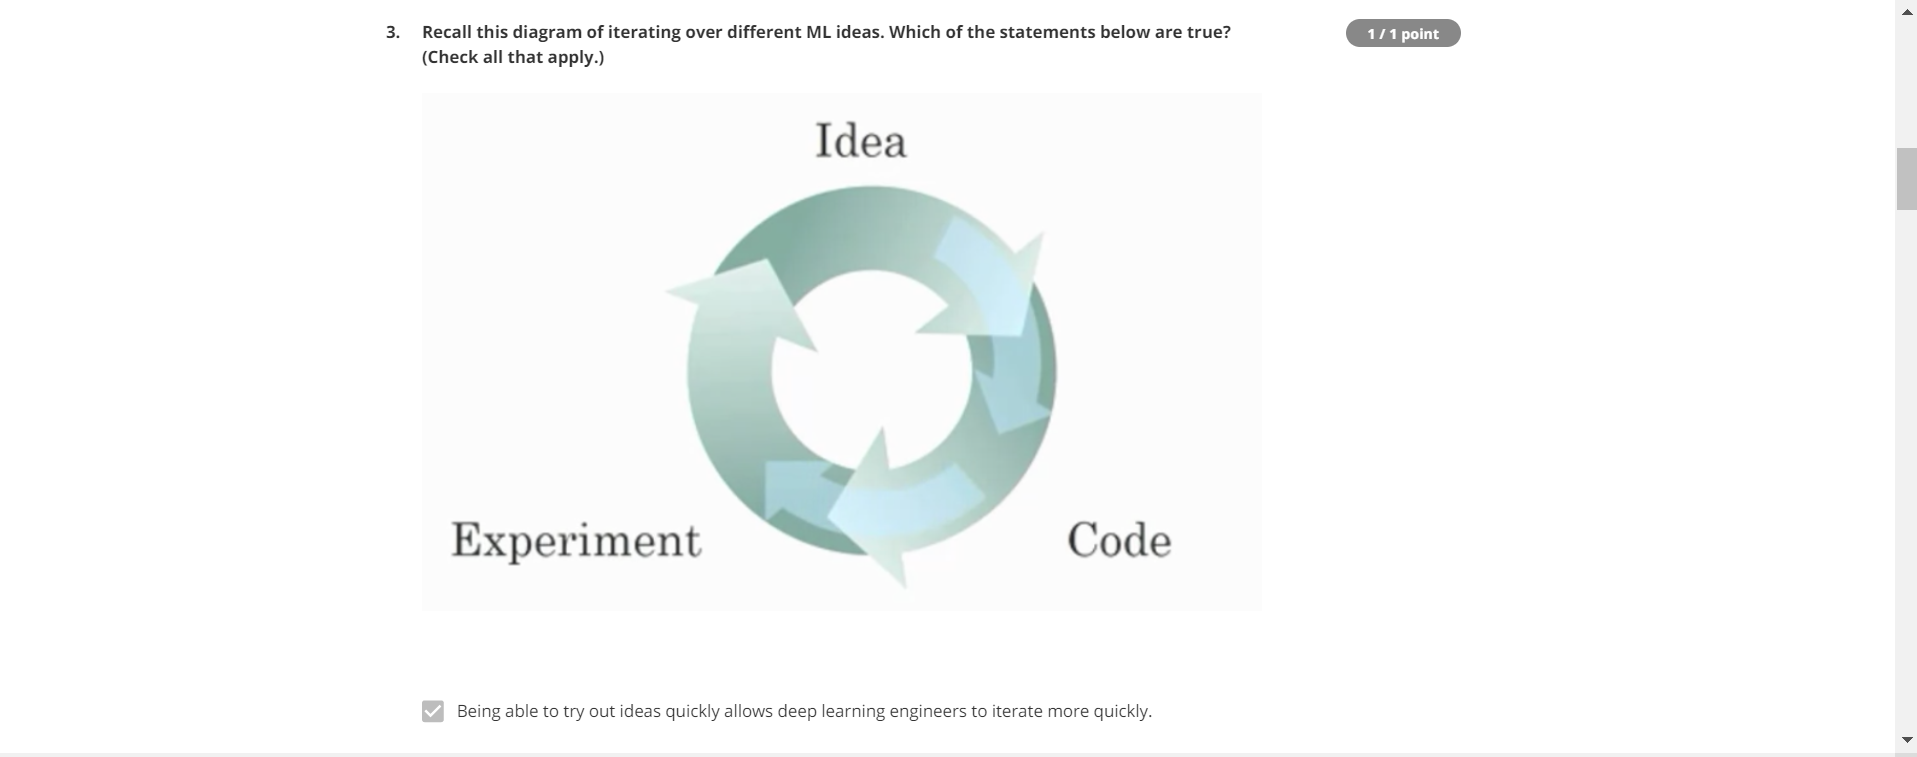 3. Recall this diagram of iterating over different ML ideas. Which of the statements below are true?
(Check all that apply.)
1 / 1 point
Idea
Experiment
Code
Being able to try out ideas quickly allows deep learning engineers to iterate more quickly.